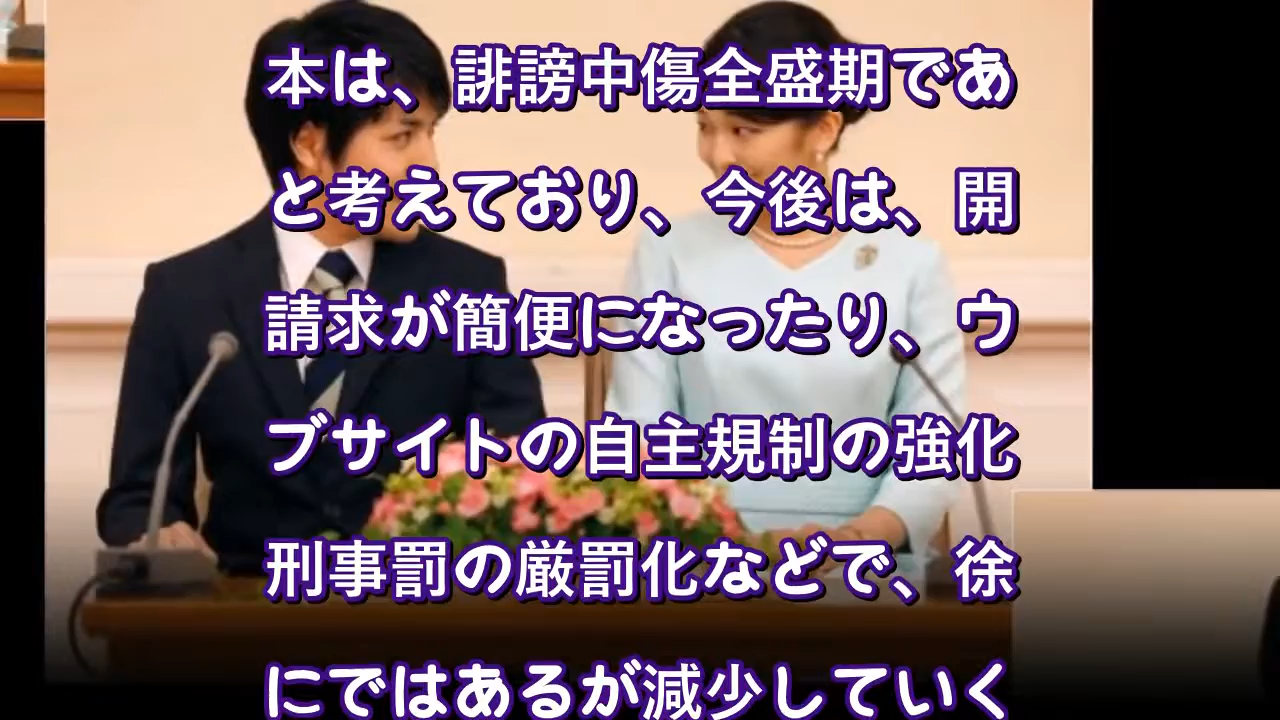 本は、誹謗中傷全盛期であ
と考えており、今後は、開
請求が簡便になったり、ウ
ブサイトの自主規制の強化
刑事罰の厳罰化などで、徐
にではあるが減少していく